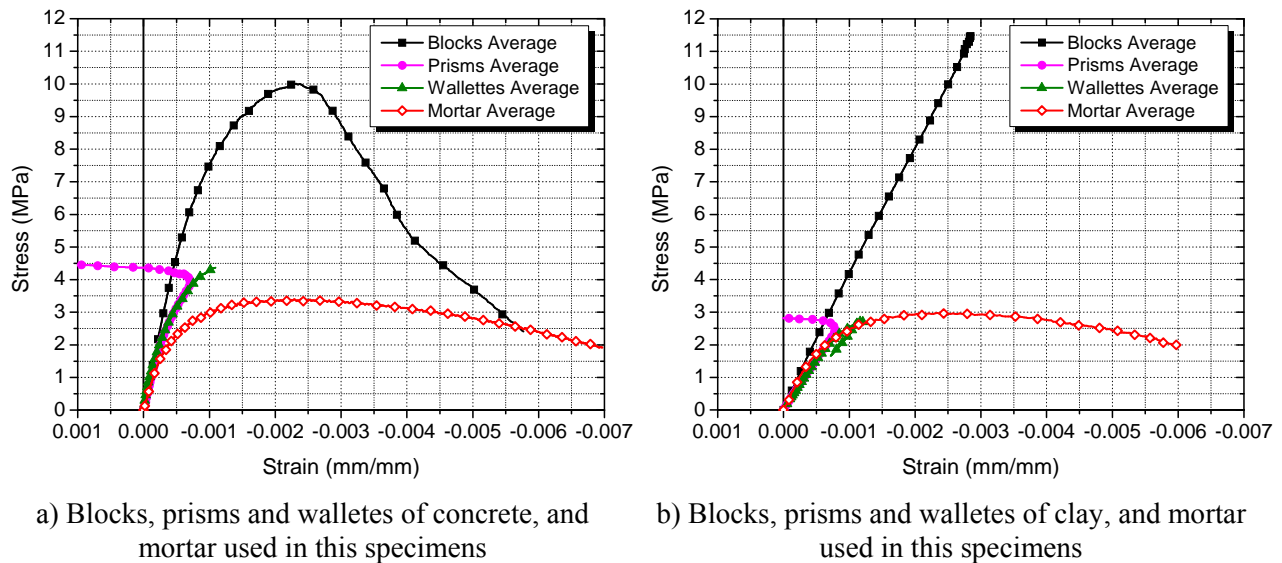 12
11
10
9
8
7
6
5
4
3
2
1
0
Stress (MPa)
Blocks Average
Prisms Average
Wallettes Average
Mortar Average
0.001 0.000 -0.001 -0.002 -0.003 -0.004 -0.005 -0.006 -0.007
Strain (mm/mm)
a) Blocks, prisms and walletes of concrete, and
mortar used in this specimens
12
11
10
9
8
7
6
5
4
3
2
1
0
Stress (MPa)
Blocks Average
Prisms Average
Wallettes Average
Mortar Average
0.001 0.000 -0.001 -0.002 -0.003 -0.004 -0.005 -0.006 -0.007
Strain (mm/mm)
b) Blocks, prisms and walletes of clay, and mortar
used in this specimens